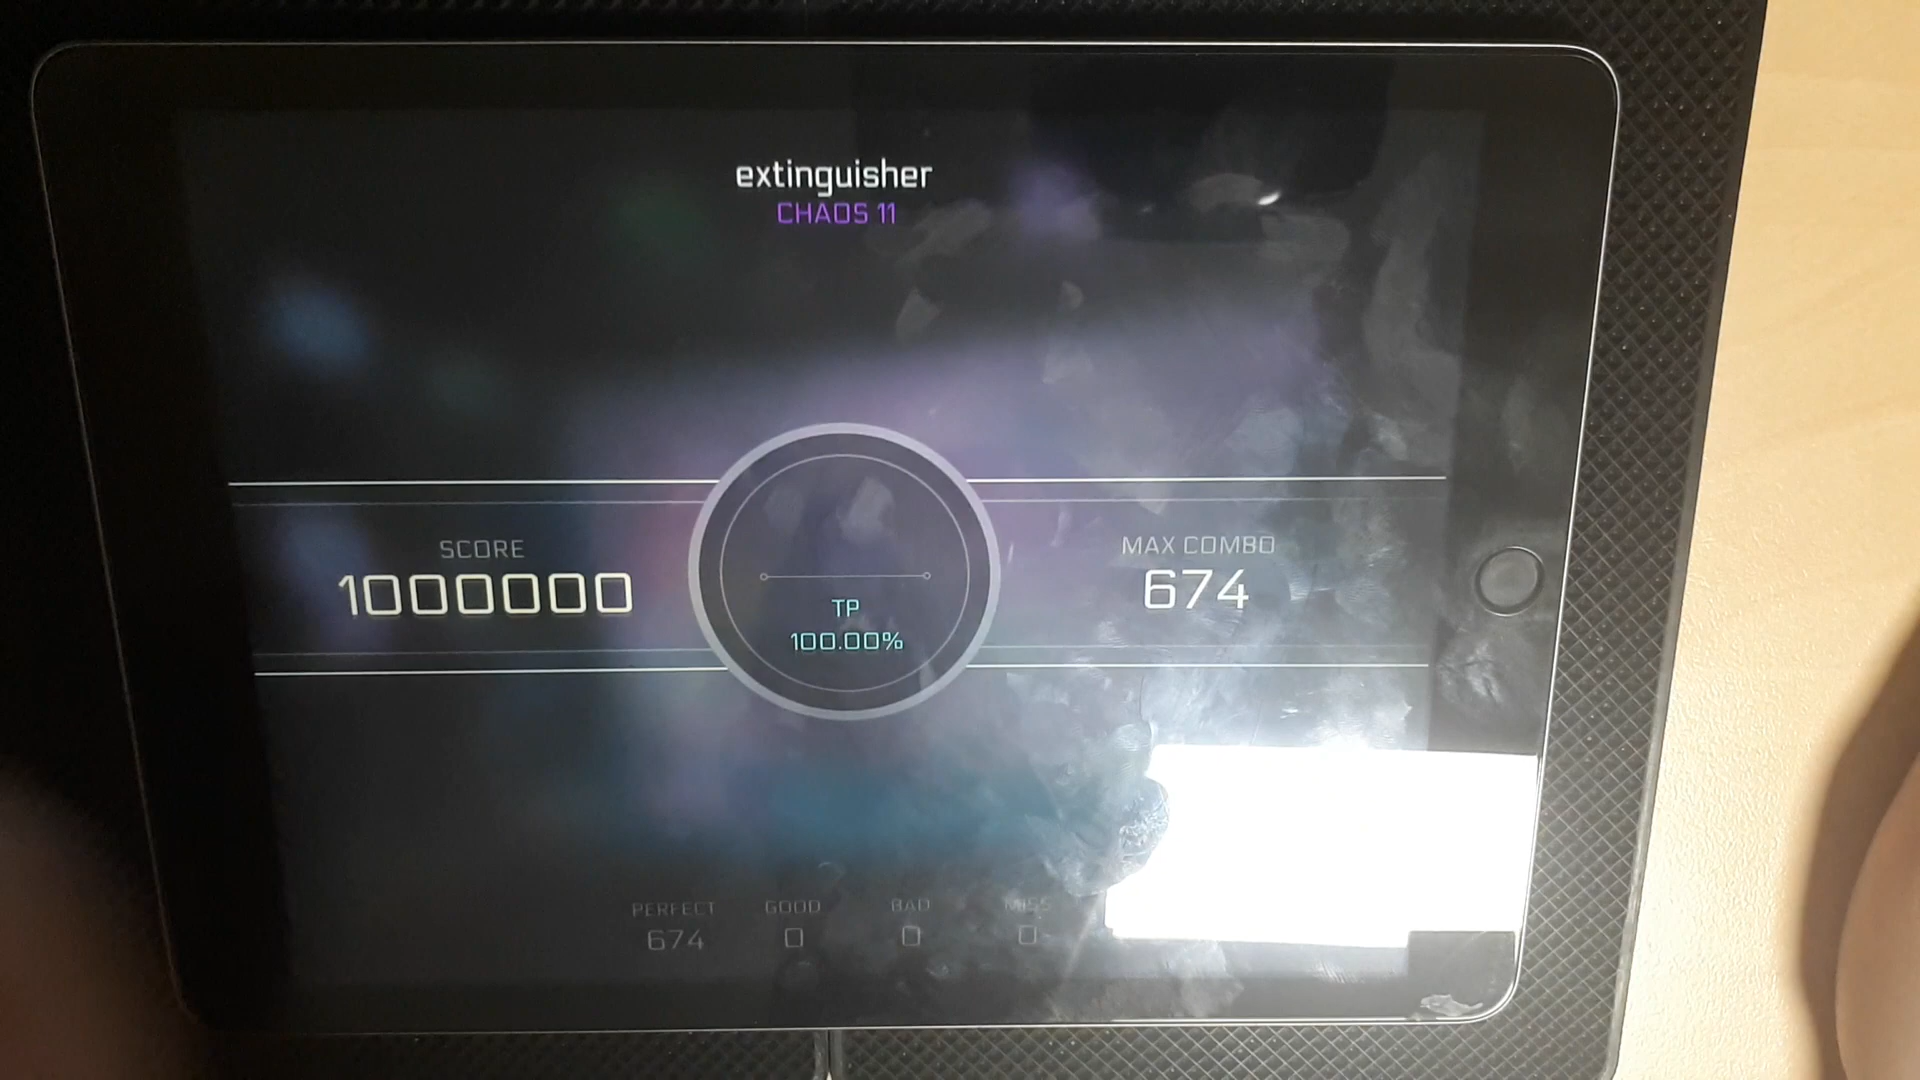 extinguisher
CHAOS 11
SCORE
1000000
TP
100.00%
MAX COMBO
674
PERFECT GOOD BAD MISS
674 0 0 0